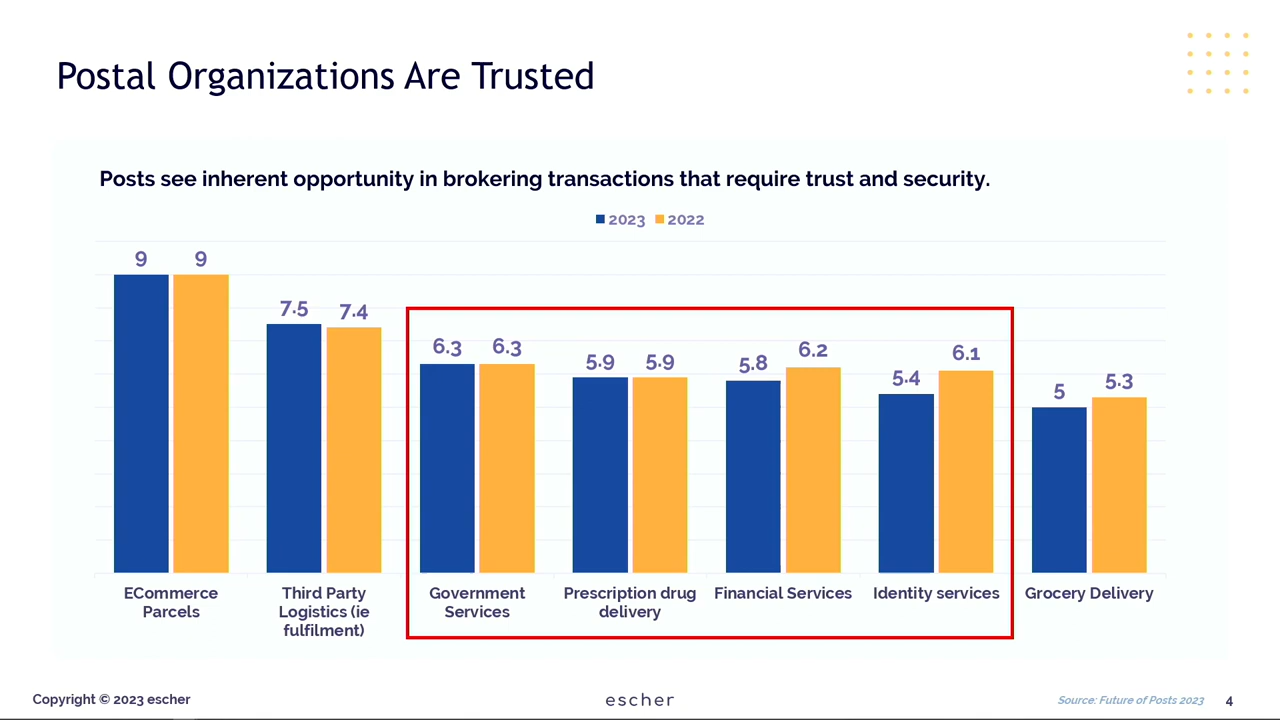 Postal Organizations Are Trusted
Posts see inherent opportunity in brokering transactions that require trust and security.
2023 2022
9 9
7.5 7.4
6.3 6.3
5.9 5.9
5.8 6.2
5.4 6.1
5 5.3
ECommerce
Parcels
Third Party
Logistics (ie
fulfilment)
Government
Services
Prescription drug
delivery
Financial Services
Identity services
Grocery Delivery
Copyright © 2023 escher
escher
Source: Future of Posts 2023
4